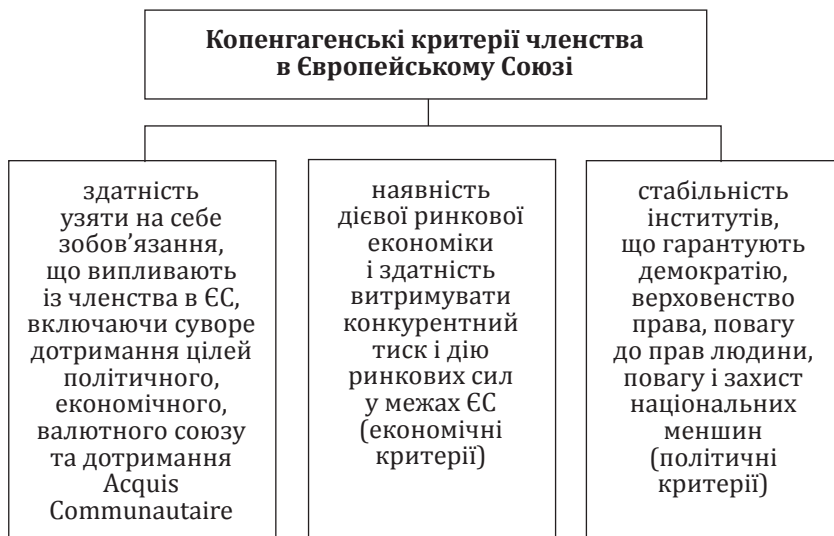 Копенгагенські критерії членства
в Європейському Союзі
здатність
узяти на себе
зобов’язання,
що випливають
із членства в ЄС,
включаючи суворе
дотримання цілей
політичного,
економічного,
валютного союзу
та дотримання
Acquis
Communautaire
наявність
дієвої ринкової
економіки
і здатність
витримувати
конкурентний
тиск і дію
ринкових сил
у межах ЄС
(економічні
критерії)
стабільність
інститутів,
що гарантують
демократію,
верховенство
права, повагу
до прав людини,
повагу і захист
національних
меншин
(політичні
критерії)